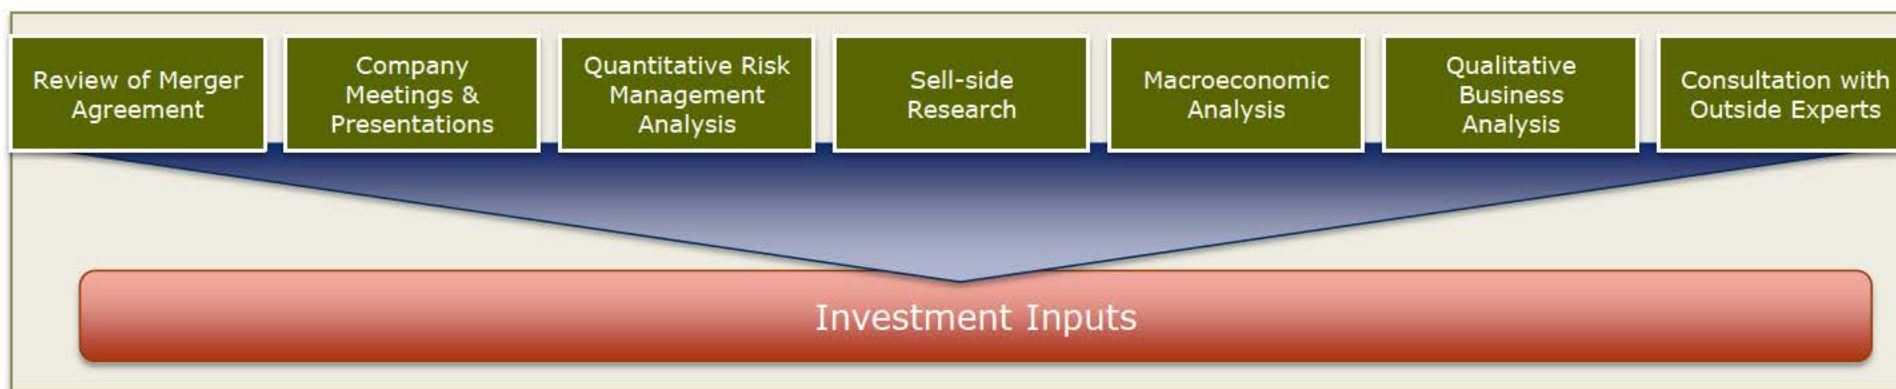 Review of Merger
Agreement
Company
Meetings &
Presentations
Quantitative Risk
Management
Analysis
Sell-side
Research
Macroeconomic
Analysis
Qualitative
Business
Analysis
Consultation with
Outside Experts
Investment Inputs